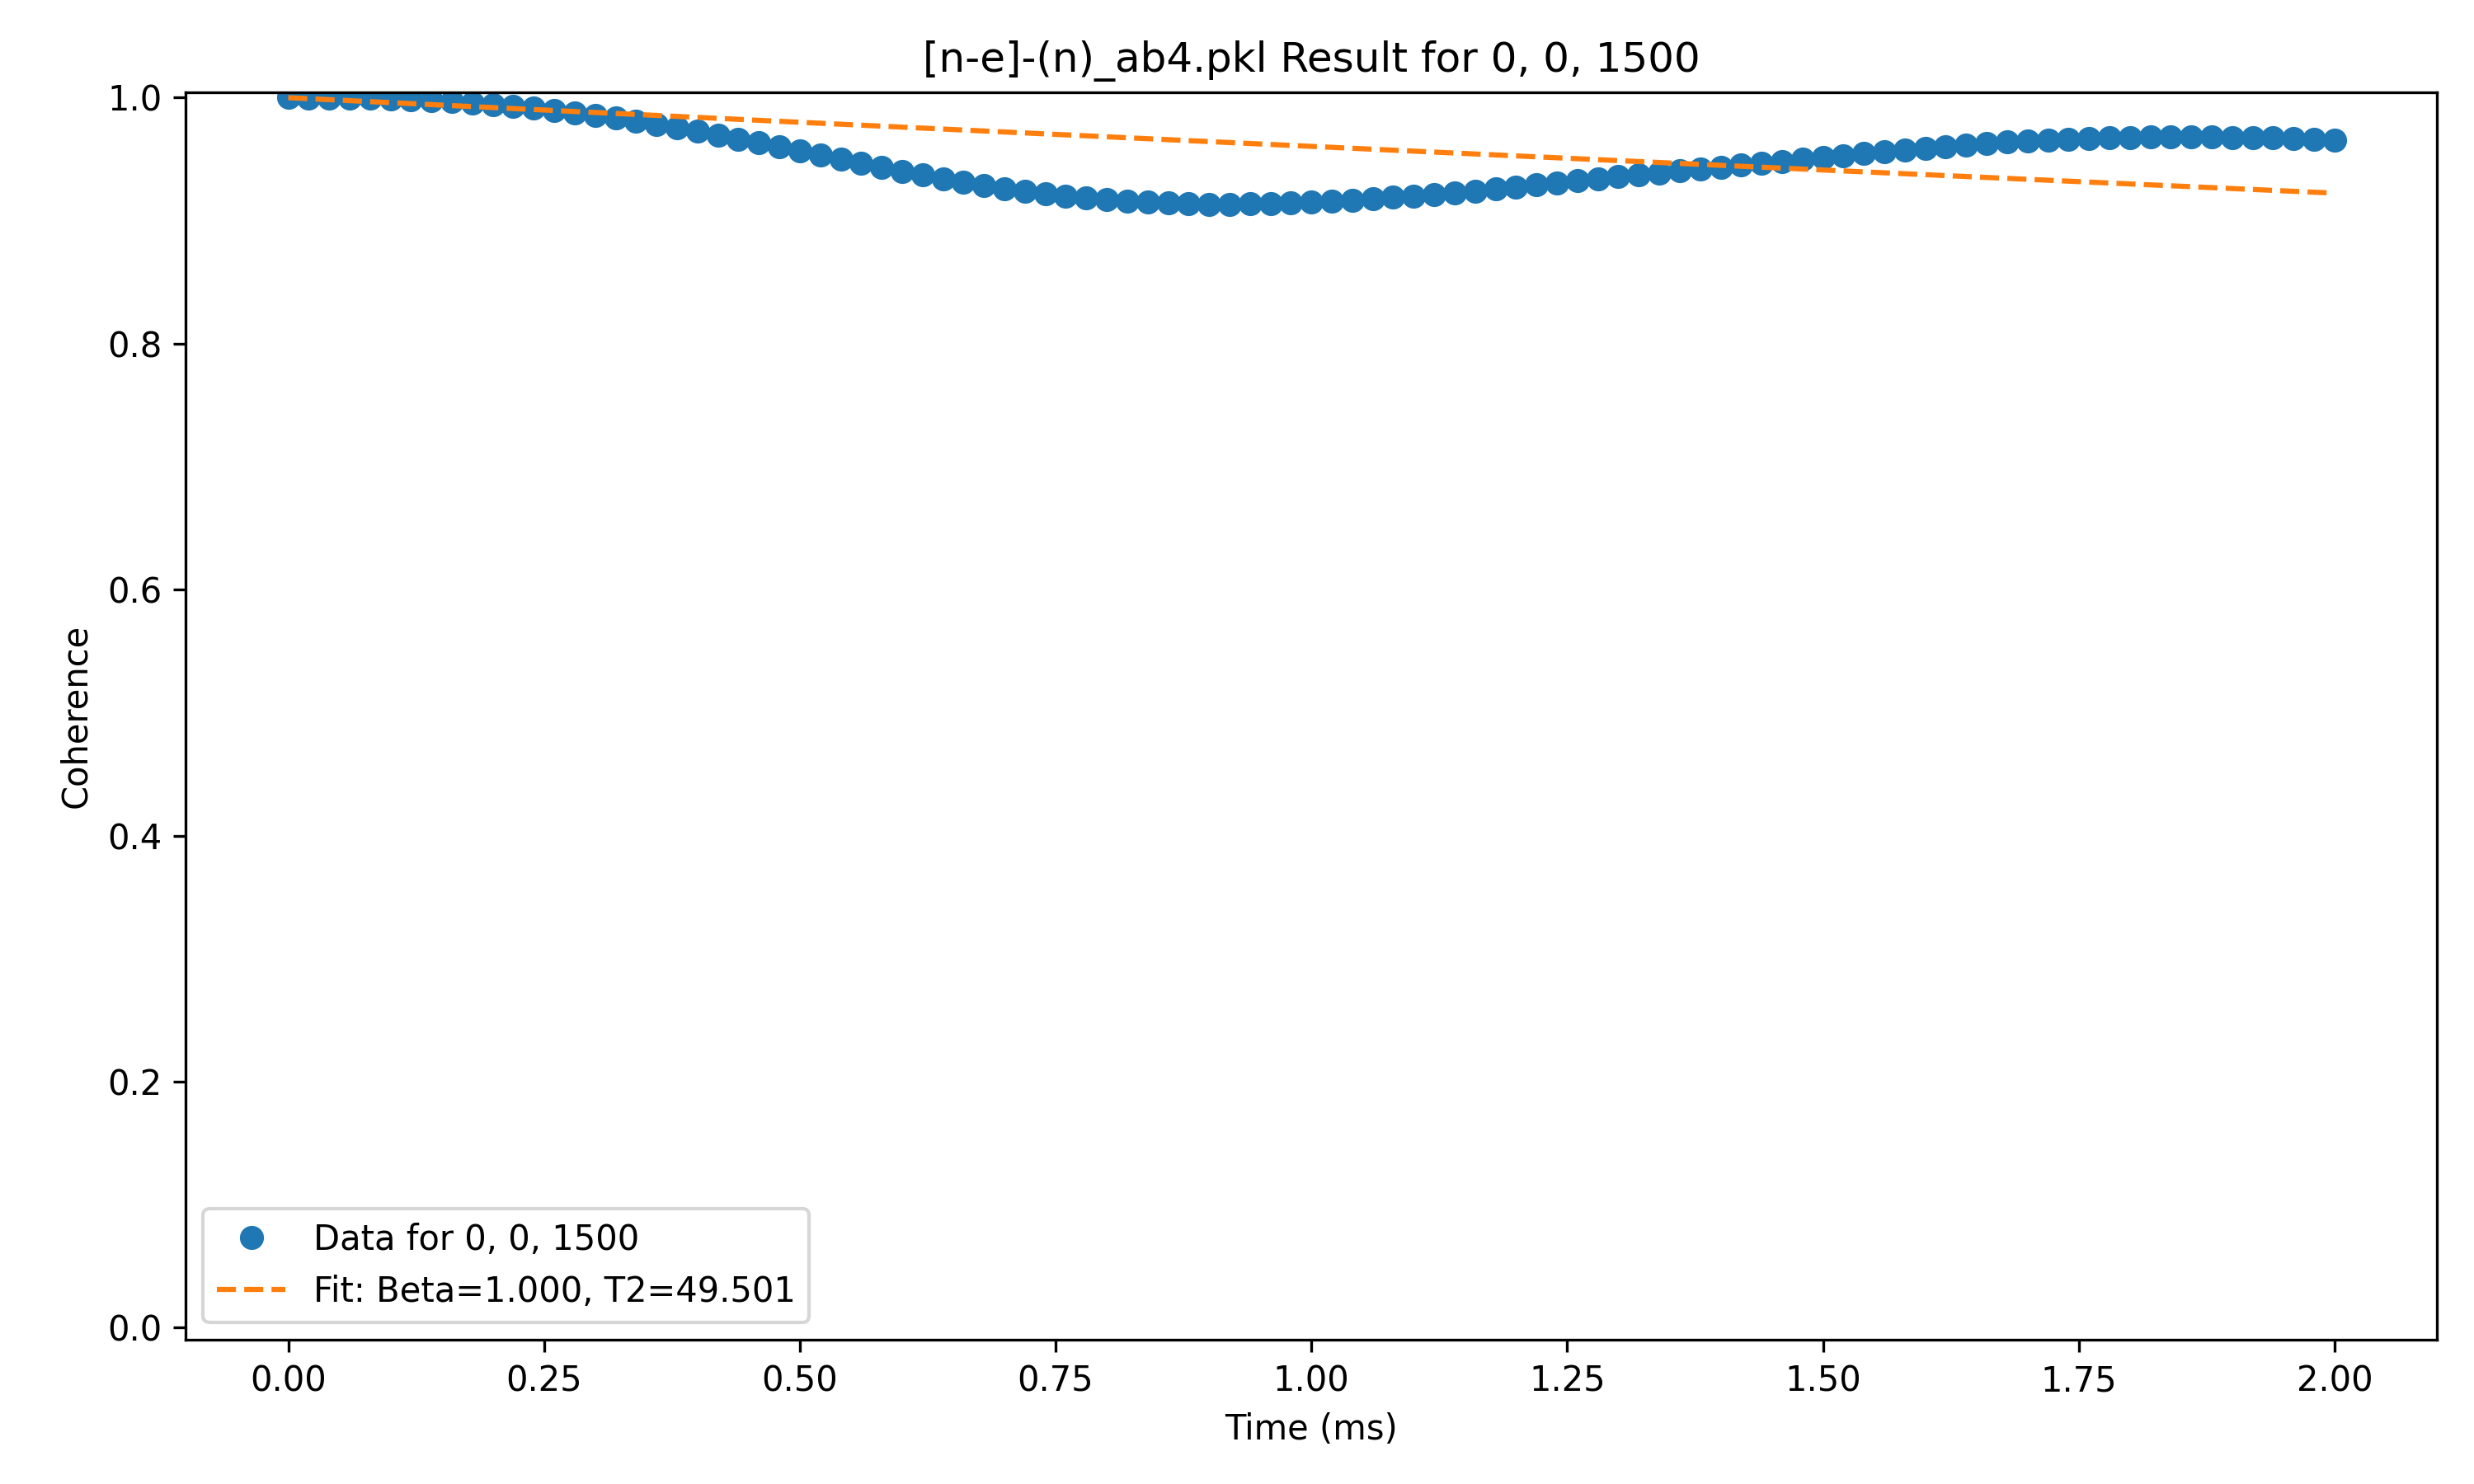 [n-e]-(n)_ab4.pkl Result for 0, 0, 1500
1.0
0.8
0.6
0.4
0.2
0.0
Coherence
Data for 0, 0, 1500
Fit: Beta=1.000, T2=49.501
0.00 0.25 0.50 0.75 1.00 1.25 1.50 1.75 2.00
Time (ms)